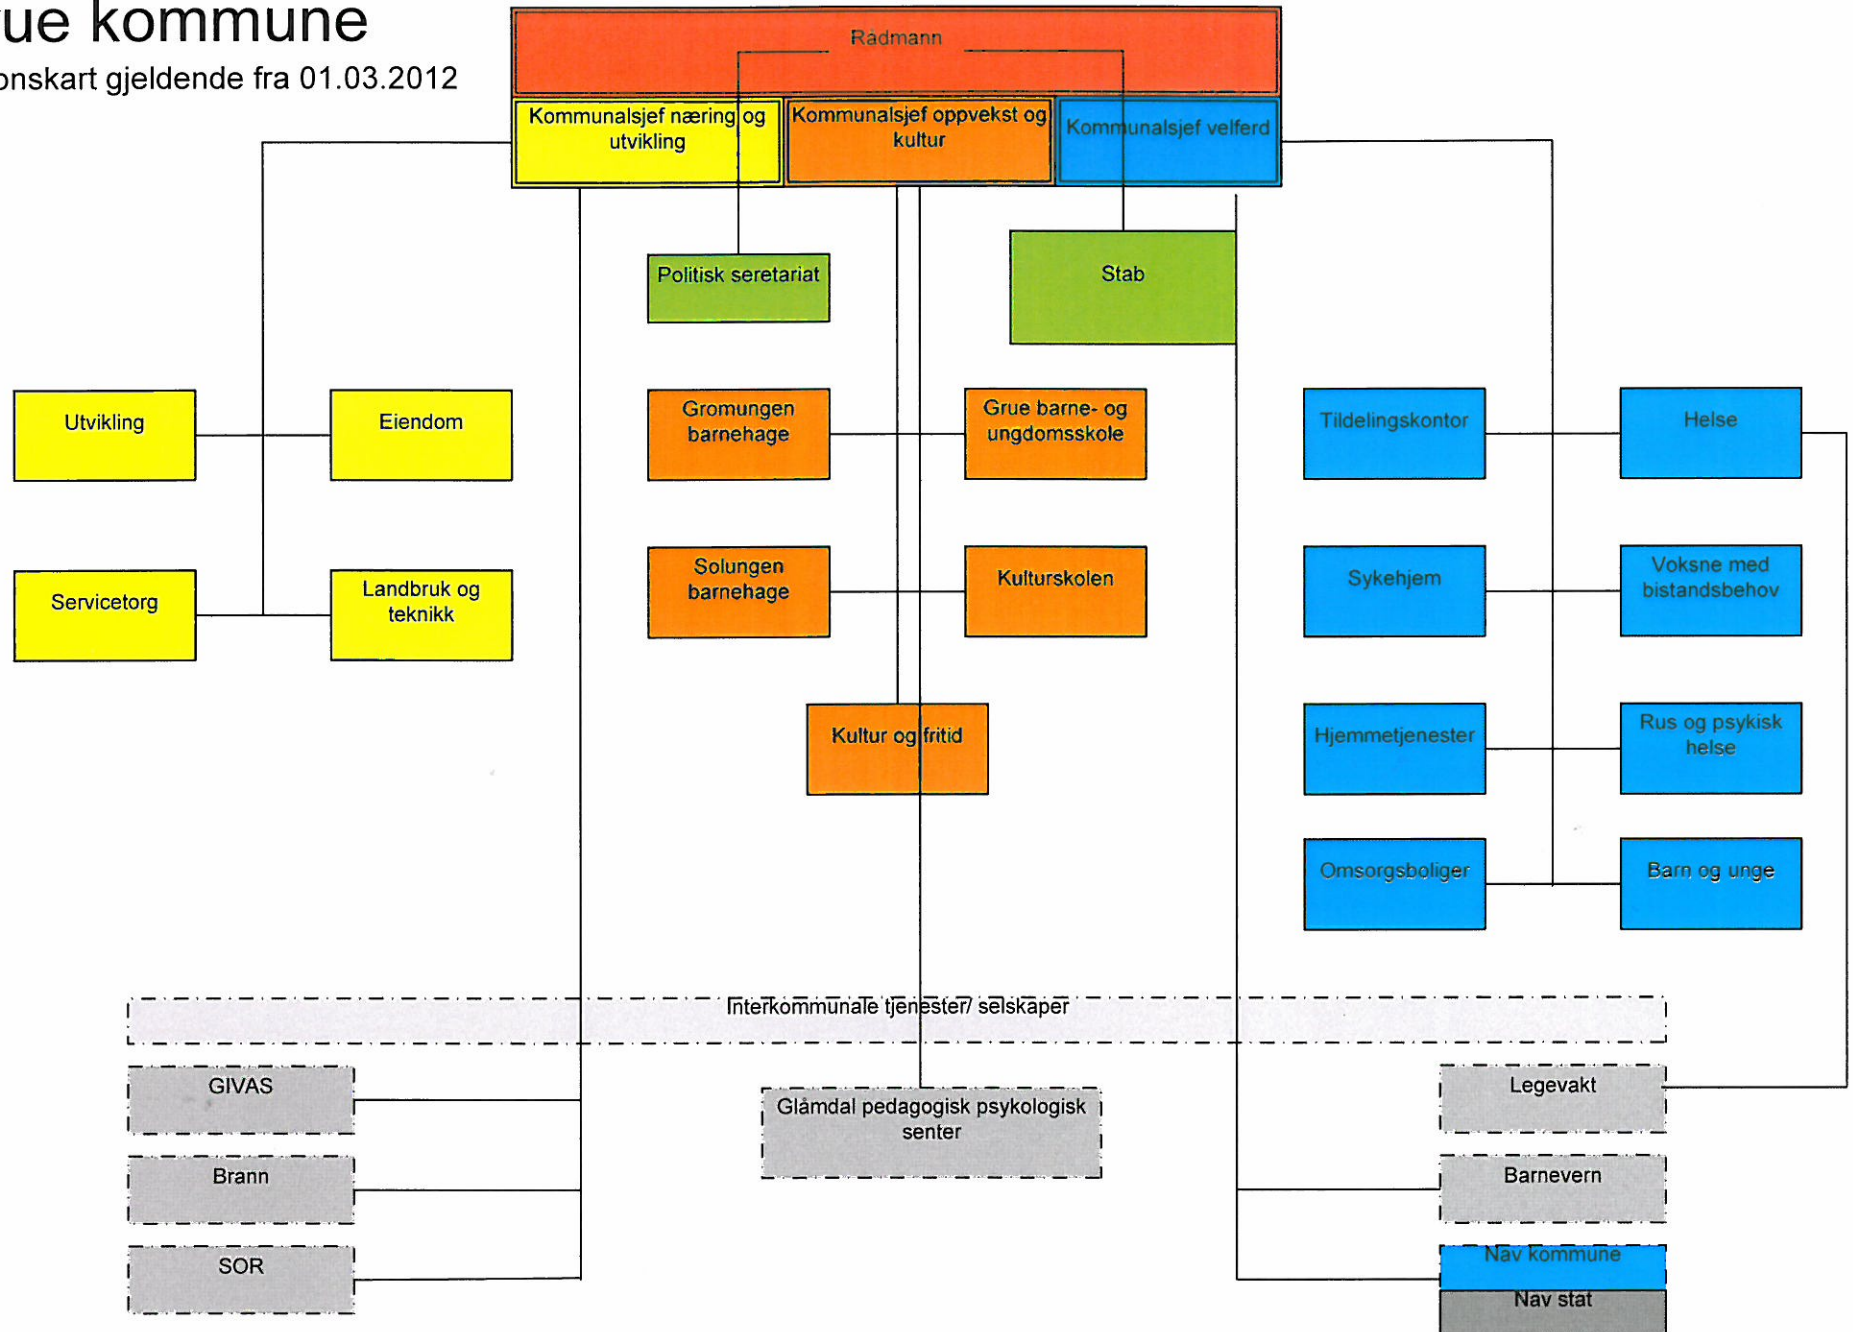 ue kommune
onskart gjeldende fra 01.03.2012
Rådmann
Kommunalsjef næring og
utvikling
Kommunalsjef oppvekst og
kultur
Kommunalsjef velferd
Politisk seretariat
Stab
Utvikling
Eiendom
Gromungen
barnehage
Grue barne- og
ungdomsskole
Tildelingskontor
Helse
Servicetorg
Landbruk og
teknikk
Solungen
barnehage
Kulturskolen
Sykehjem
Voksne med
bistandsbehov
Kultur og fritid
Hjemmetjenester
Rus og psykisk
helse
Omsorgsboliger
Barn og unge
Interkommunale tjenester/ selskaper
GIVAS
Glåmdal pedagogisk psykologisk
senter
Legevakt
Brann
Barnevern
SOR
Nav kommune
Nav stat